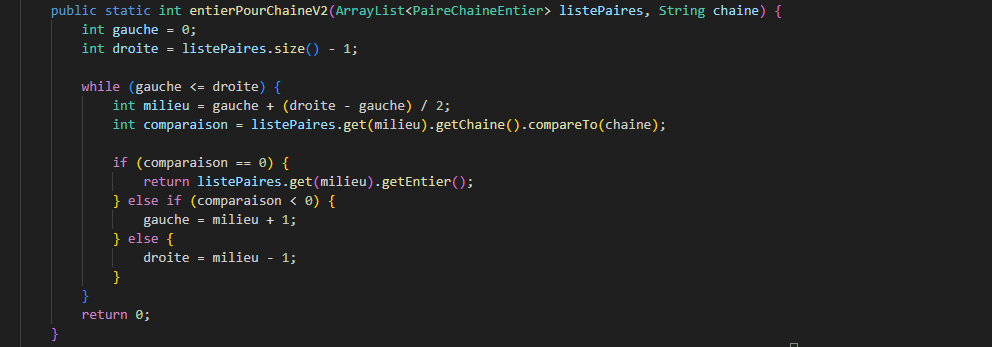 public static int entierPourChaineV2(ArrayList<PaireChaineEntier> listePaires, String chaine) {
int gauche = 0;
int droite = listePaires.size() - 1;
while (gauche <= droite) {
int milieu = gauche + (droite - gauche) / 2;
int comparaison = listePaires.get(milieu).getChaine().compareTo(chaine);
if (comparaison == 0) {
return listePaires.get(milieu).getEntier();
} else if (comparaison < 0) {
gauche = milieu + 1;
} else {
droite = milieu - 1;
}
}
return 0;
}